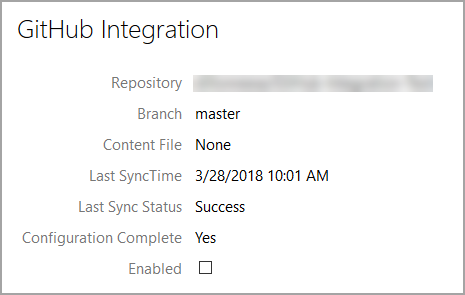 GitHub Integration
Repository
Branch master
Content File None
Last SyncTime 3/28/2018 10:01 AM
Last Sync Status Success
Configuration Complete Yes
Enabled